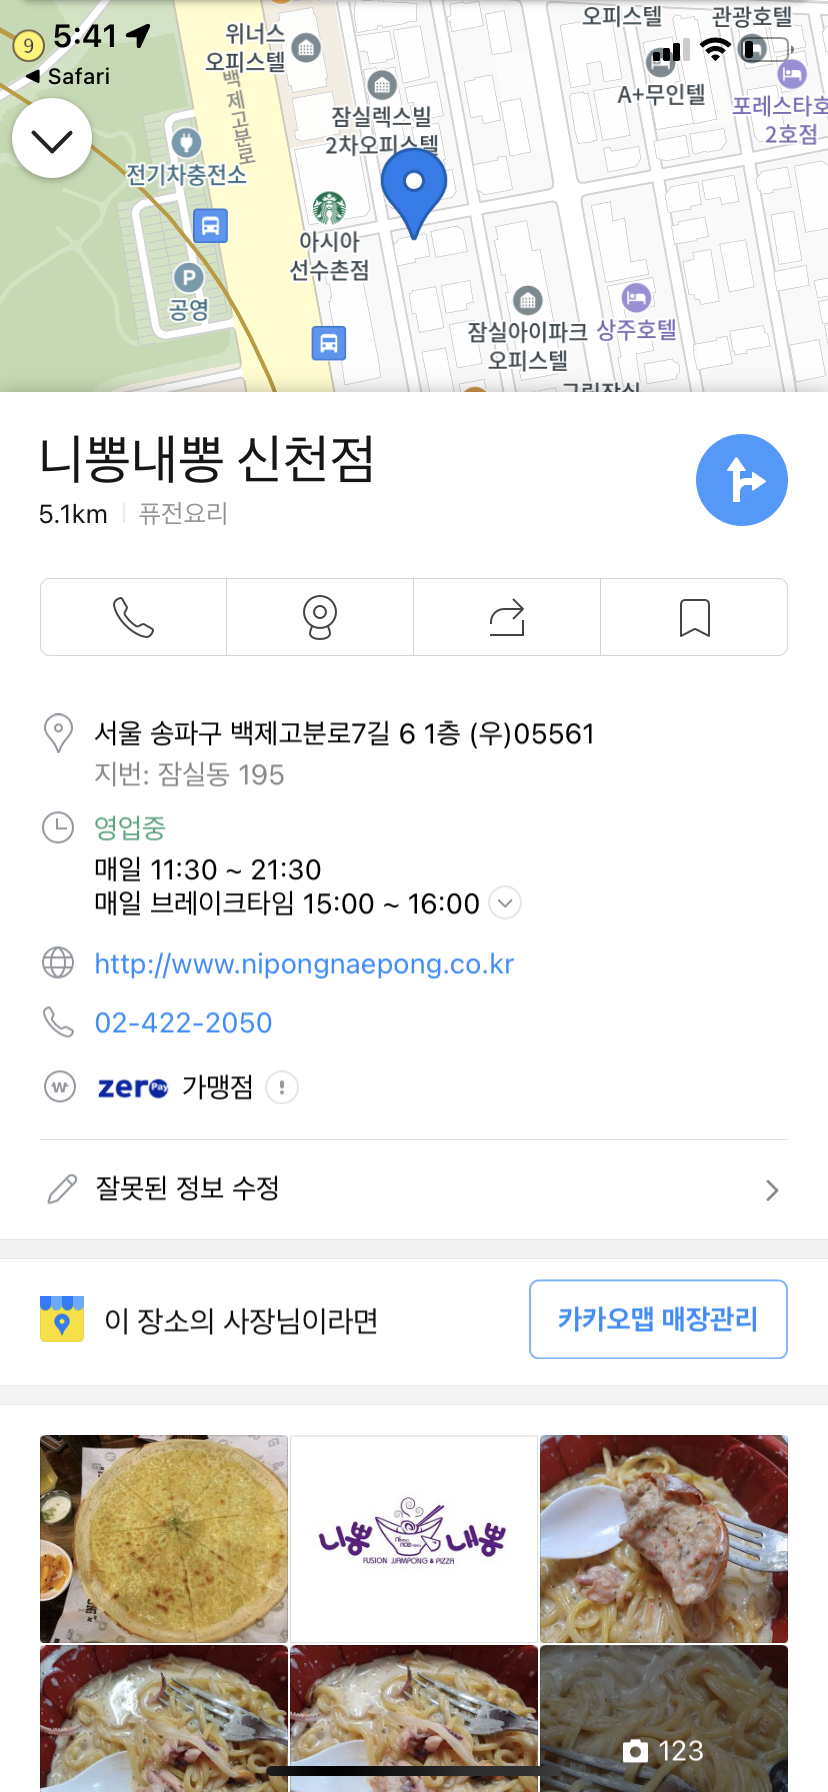 9
5:41
Safari
위너스
오피스텔
오피스텔
관광호텔
백제고분로
잠실렉스빌
2차오피스텔
A+무인텔
포레스타호
2호점
전기차충전소
아시아
선수촌점
P
공영
잠실아이파크
오피스텔
상주호텔
그린잠실
니뽕내뽕 신천점
5.1km 퓨전요리
서울 송파구 백제고분로7길 6 1층 (우)05561
지번: 잠실동 195
영업중
매일 11:30 ~ 21:30
매일 브레이크타임 15:00 ~ 16:00
http://www.nipongnaepong.co.kr
02-422-2050
zero Pay 가맹점
잘못된 정보 수정
이 장소의 사장님이라면
카카오맵 매장관리
니뽕 내뽕
FUSION JJAMPONG & PIZZA
123